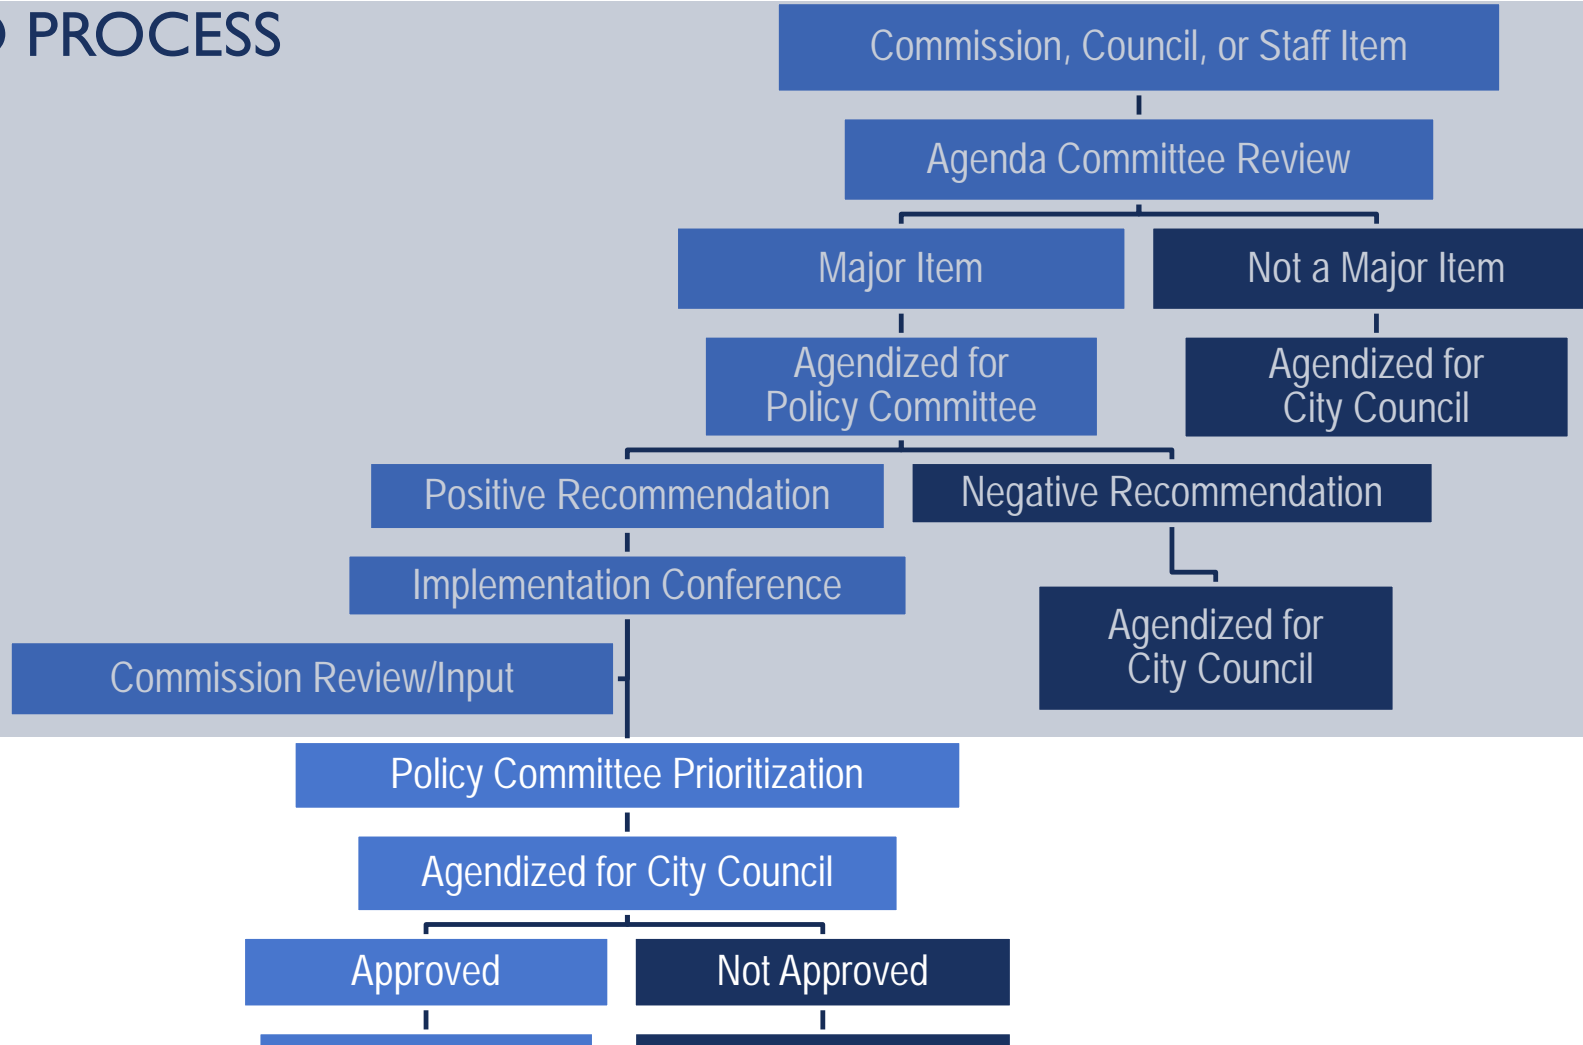 PROCESS
Commission, Council, or Staff Item
Agenda Committee Review
Major Item
Not a Major Item
Agendized for
Policy Committee
Agendized for
City Council
Positive Recommendation
Negative Recommendation
Implementation Conference
Agendized for
City Council
Commission Review/Input
Policy Committee Prioritization
Agendized for City Council
Approved
Not Approved